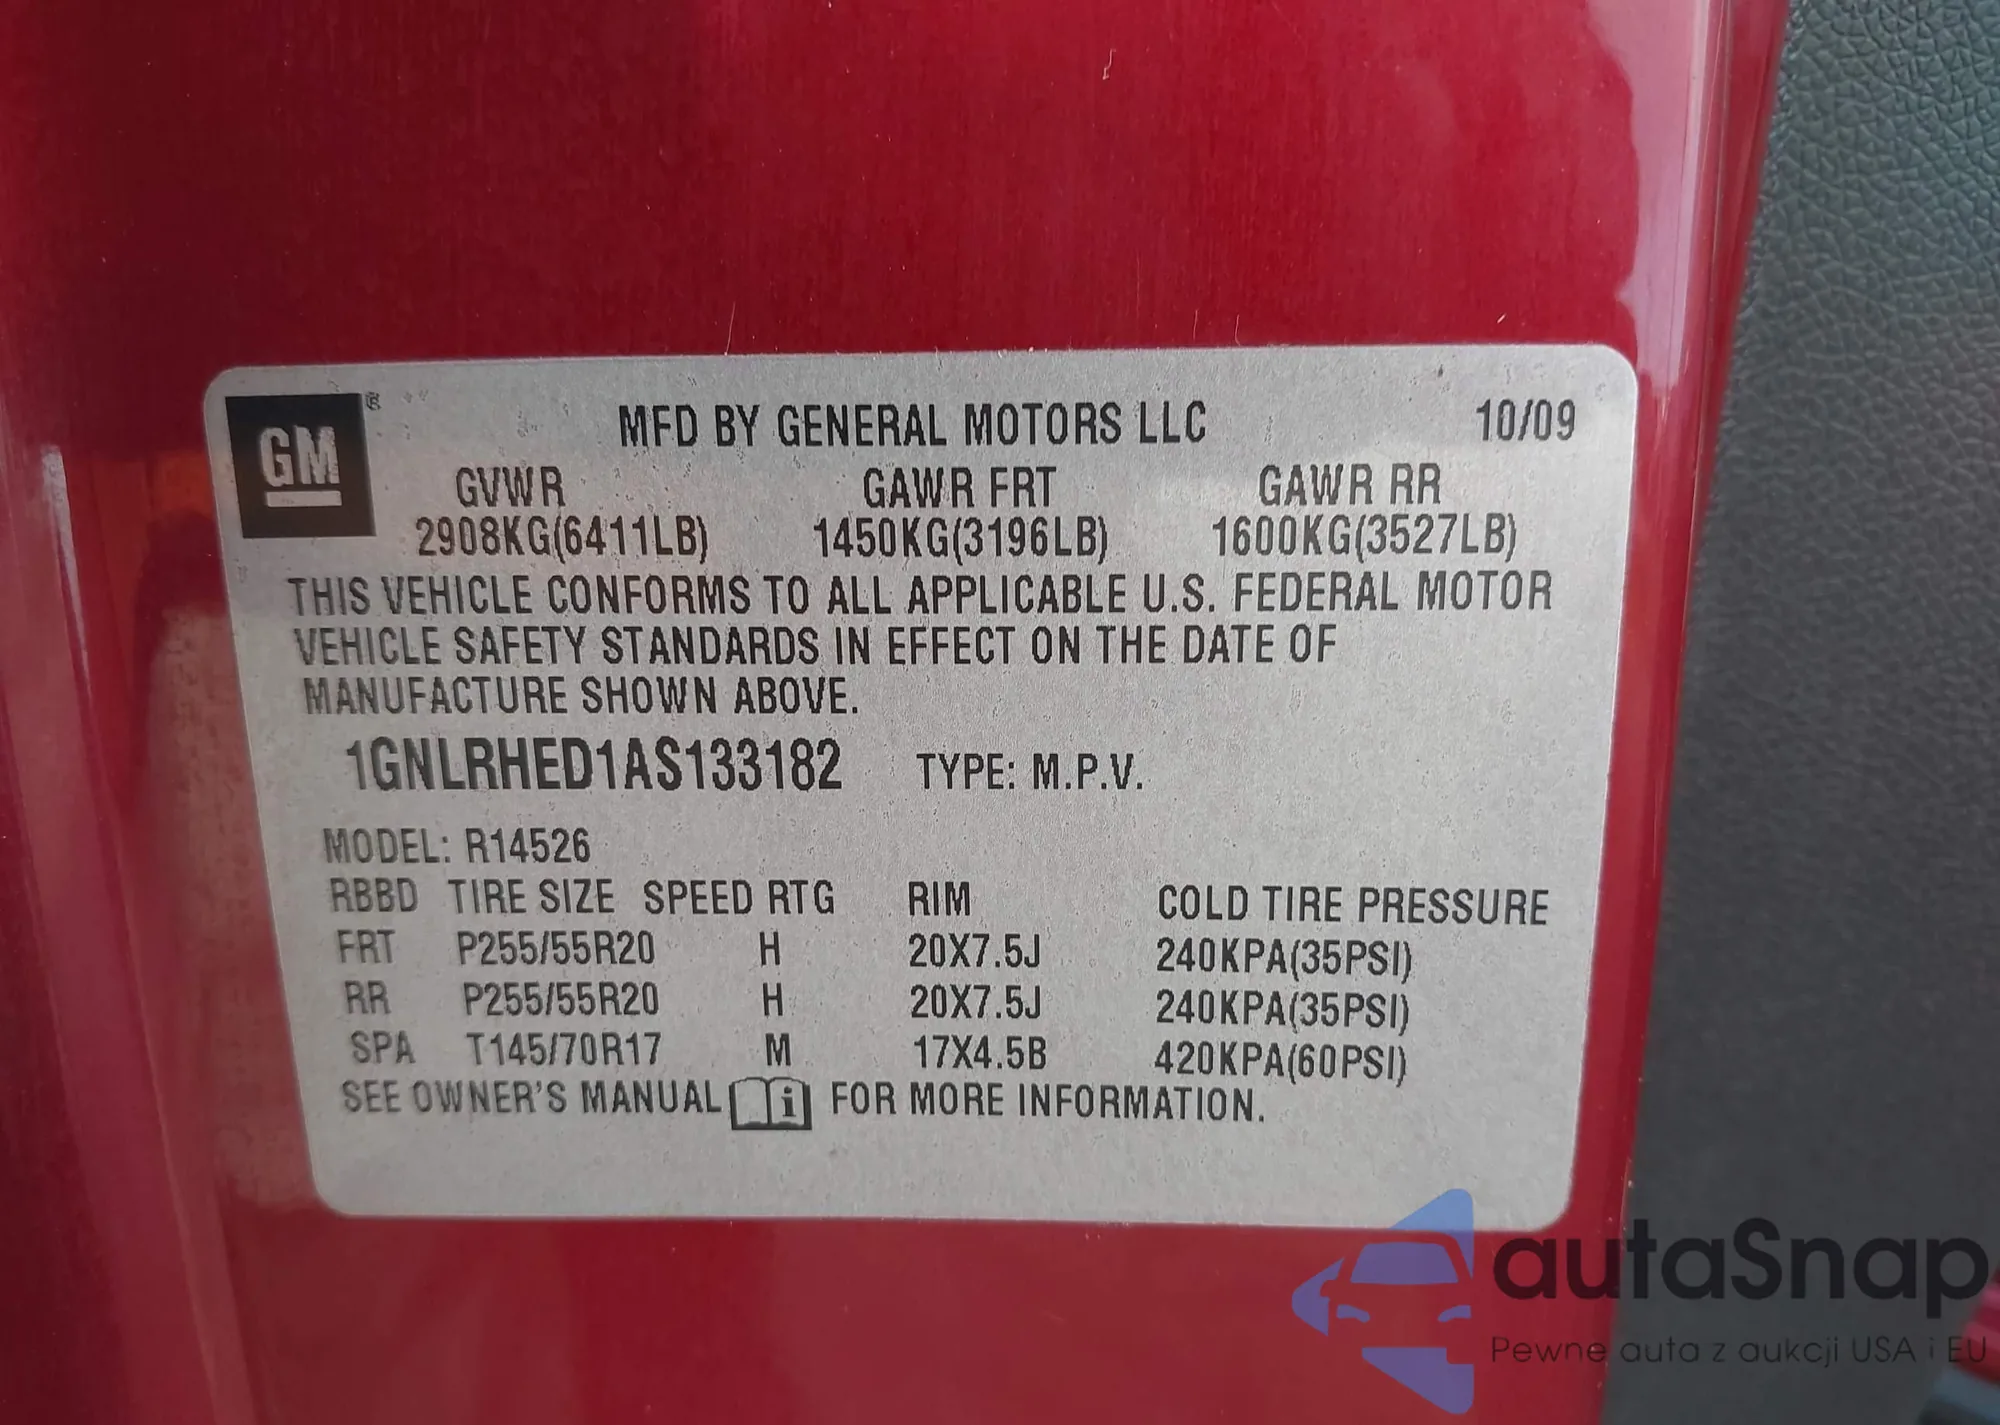 GM®
MFD BY GENERAL MOTORS LLC 10/09
GVWR GAWR FRT GAWR RR
2908KG(6411LB) 1450KG(3196LB) 1600KG(3527LB)
THIS VEHICLE CONFORMS TO ALL APPLICABLE U.S. FEDERAL MOTOR
VEHICLE SAFETY STANDARDS IN EFFECT ON THE DATE OF
MANUFACTURE SHOWN ABOVE.
1GNLRHED1AS133182 TYPE: M.P.V.
MODEL: R14526
RBBD TIRE SIZE SPEED RTG RIM COLD TIRE PRESSURE
FRT P255/55R20 H 20X7.5J 240KPA(35PSI)
RR P255/55R20 H 20X7.5J 240KPA(35PSI)
SPA T145/70R17 M 17X4.5B 420KPA(60PSI)
SEE OWNER'S MANUAL i FOR MORE INFORMATION.
autaSnap
Pewne auta z aukcji USA i EU